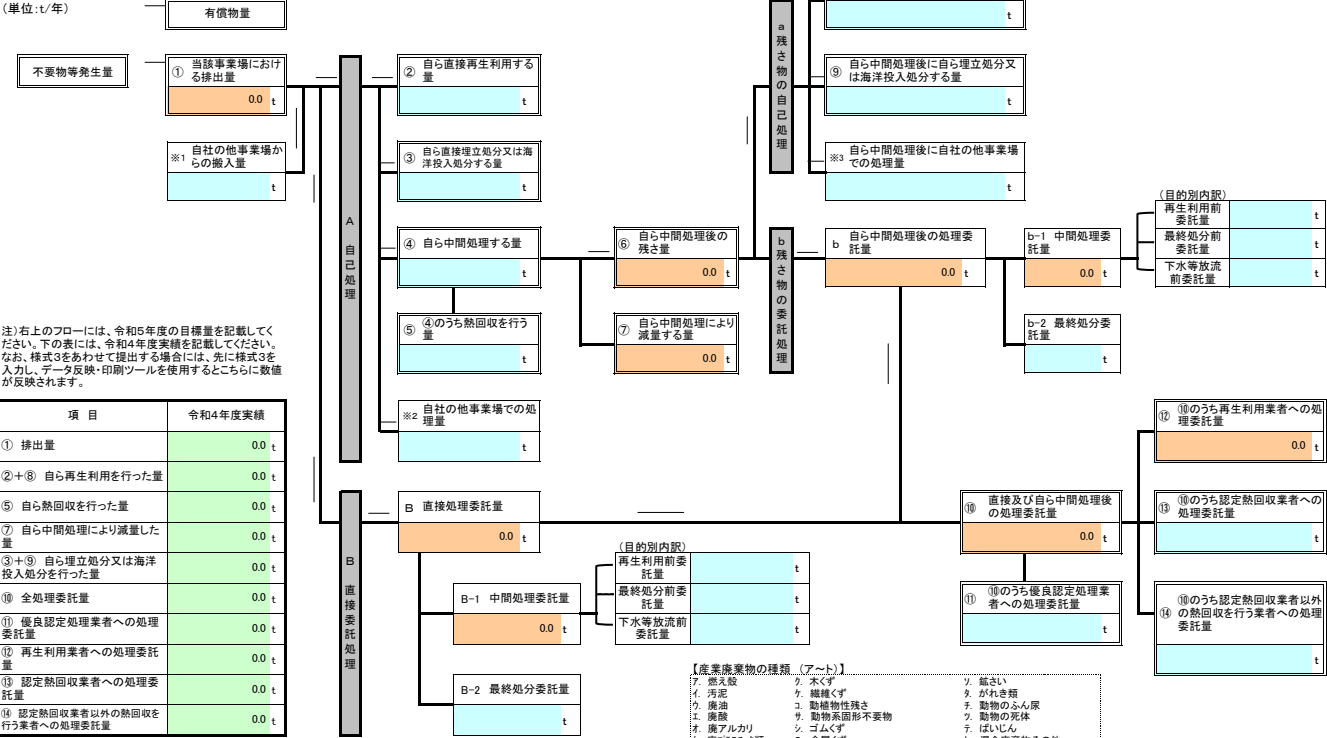 (単位:t/年)
有償物量
不要物等発生量
① 当該事業場におけ
る排出量
0.0 t
※1 自社の他事業場か
らの搬入量
t
A 自己処理
② 自ら直接再生利用する
量
t
③ 自ら直接埋立処分又は海
洋投入処分する量
t
④ 自ら中間処理する量
t
⑤ ④のうち熱回収を行う
量
t
※2 自社の他事業場での処
理量
t
⑥ 自ら中間処理後の
残さ量
0.0 t
⑦ 自ら中間処理により
減量する量
0.0 t
a 残さ物の自己処理
t
⑨ 自ら中間処理後に自ら埋立処分又
は海洋投入処分する量
t
※3 自ら中間処理後に自社の他事業場
での処理量
t
b 残さ物の委託処理
b 自ら中間処理後の処理委
託量
0.0 t
b-1 中間処理委
託量
0.0 t
(目的別内訳)
再生利用前
委託量
t
最終処分前
委託量
t
下水等放流
前委託量
t
b-2 最終処分委
託量
t
注)右上のフローには、令和5年度の目標量を記載してく
ださい。下の表には、令和4年度実績を記載してください。
なお、様式3をあわせて提出する場合には、先に様式3を
入力し、データ反映・印刷ツールを使用するとこちらに数値
が反映されます。
項 目 令和4年度実績
① 排出量 0.0 t
②+⑧ 自ら再生利用を行った量 0.0 t
⑤ 自ら熱回収を行った量 0.0 t
⑦ 自ら中間処理により減量した
量 0.0 t
③+⑨ 自ら埋立処分又は海洋
投入処分を行った量 0.0 t
⑩ 全処理委託量 0.0 t
⑪ 優良認定処理業者への処理
委託量 0.0 t
⑫ 再生利用業者への処理委託
量 0.0 t
⑬ 認定熱回収業者への処理委
託量 0.0 t
⑭ 認定熱回収業者以外の熱回収を
行う業者への処理委託量 0.0 t
B 直接委託処理
B 直接処理委託量
0.0 t
B-1 中間処理委託量
0.0 t
(目的別内訳)
再生利用前委
託量
t
最終処分前委
託量
t
下水等放流前
委託量
t
B-2 最終処分委託量
t
⑩ 直接及び自ら中間処理後
の処理委託量
0.0 t
⑪ ⑩のうち優良認定処理業
者への処理委託量
t
⑫ ⑩のうち再生利用業者への処
理委託量
0.0 t
⑬ ⑩のうち認定熱回収業者への
処理委託量
t
⑭ ⑩のうち認定熱回収業者以外
の熱回収を行う業者への処理
委託量
t
【産業廃棄物の種類 (ア~ト)】
ア. 燃え殻 ク. 木くず ソ. 鉱さい
イ. 汚泥 ケ. 繊維くず タ. がれき類
ウ. 廃油 コ. 動植物性残さ チ. 動物のふん尿
エ. 廃酸 サ. 動物系固形不要物 ツ. 動物の死体
オ. 廃アルカリ シ. ゴムくず テ. ばいじん